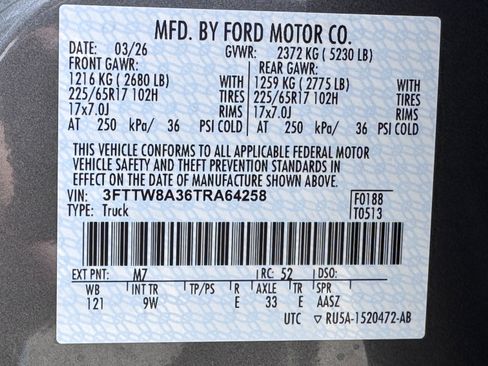 MFD. BY FORD MOTOR CO.
DATE: 03/26 GVWR: 2372 KG ( 5230 LB)
FRONT GAWR: REAR GAWR:
1216 KG ( 2680 LB) WITH 1259 KG ( 2775 LB) WITH
225/65R17 102H TIRES 225/65R17 102H TIRES
17x7.0J RIMS 17x7.0J RIMS
AT 250 kPa/ 36 PSI COLD AT 250 kPa/ 36 PSI COLD
THIS VEHICLE CONFORMS TO ALL APPLICABLE FEDERAL MOTOR
VEHICLE SAFETY AND THEFT PREVENTION STANDARDS IN
EFFECT ON THE DATE OF MANUFACTURE SHOWN ABOVE.
VIN: 3FTTW8A36TRA64258 F0188
TYPE: Truck T0513
EXT PNT: M7 RC: 52 DSO:
WB INT TR TP/PS R AXLE TR SPR
121 9W E 33 E AASZ
UTC ▽ RU5A-1520472-AB